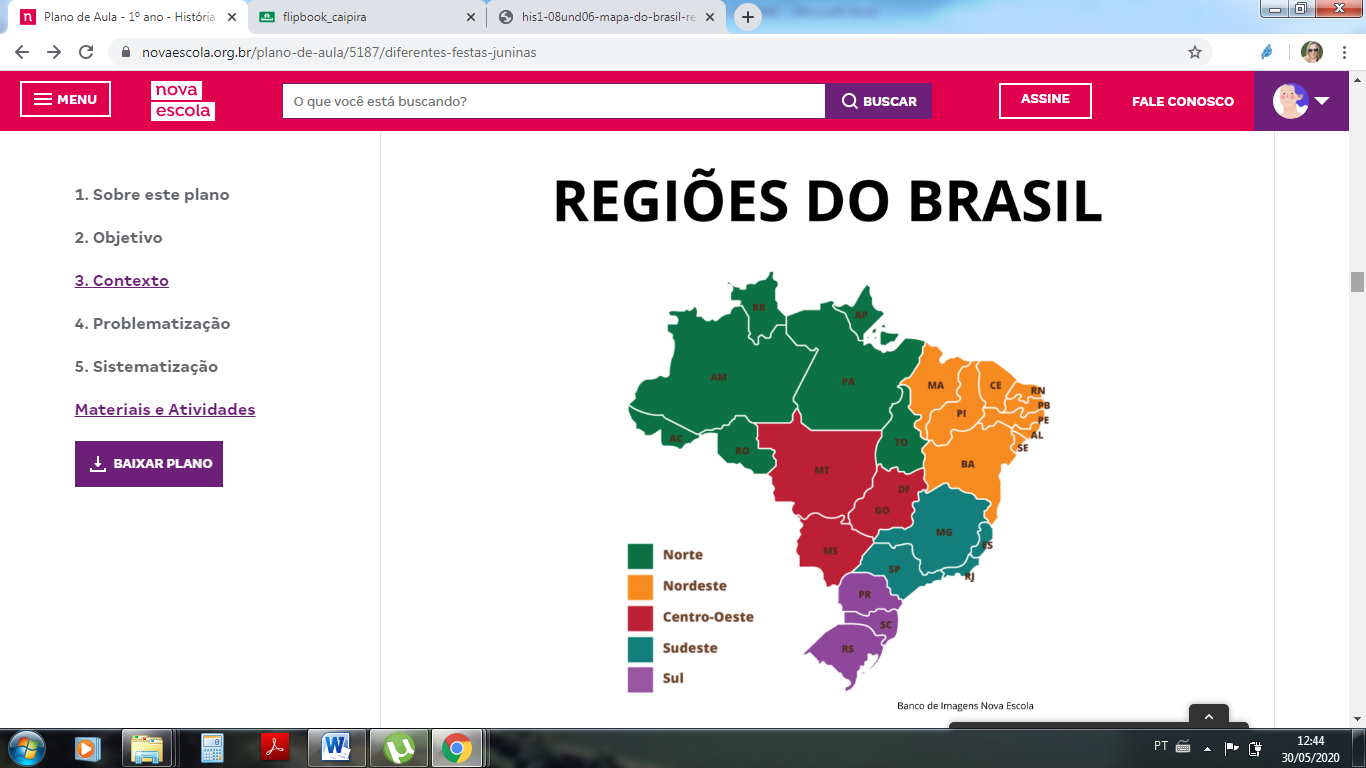 Plano de Aula - 1º ano - História
flipbook_caipira
his1-08und06-mapa-do-brasil-re
novaescola.org.br/plano-de-aula/5187/diferentes-festas-juninas
MENU
nova
escola
O que você está buscando?
BUSCAR
ASSINE
FALE CONOSCO
1. Sobre este plano
2. Objetivo
3. Contexto
4. Problematização
5. Sistematização
Materiais e Atividades
BAIXAR PLANO
REGIÕES DO BRASIL
RR
AP
AM
PA
MA
CE
RN
PB
PI
PE
AL
AC
TO
SE
RO
BA
MT
DF
GO
MG
ES
MS
SP
RJ
PR
SC
RS
Norte
Nordeste
Centro-Oeste
Sudeste
Sul
Banco de Imagens Nova Escola
PT
12:44
30/05/2020